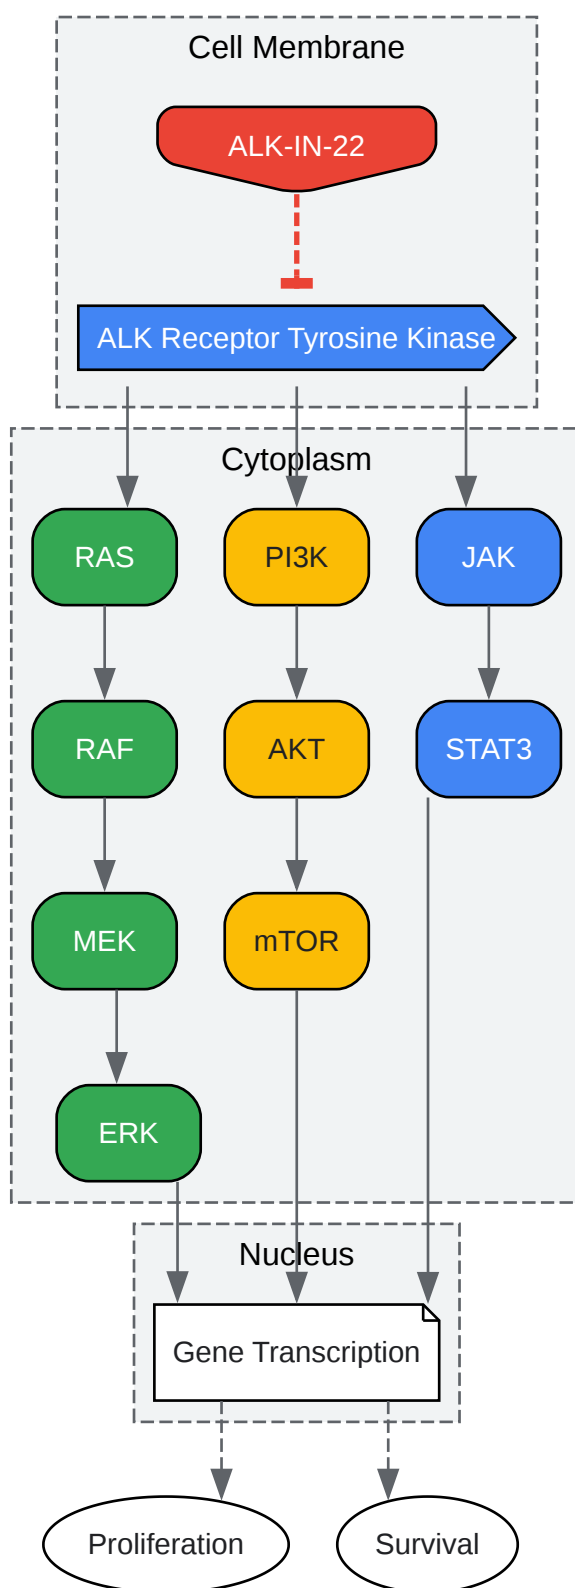 Cell Membrane
ALK-IN-22
ALK Receptor Tyrosine Kinase
Cytoplasm
RAS
PI3K
JAK
RAF
AKT
STAT3
MEK
mTOR
ERK
Nucleus
Gene Transcription
Proliferation
Survival